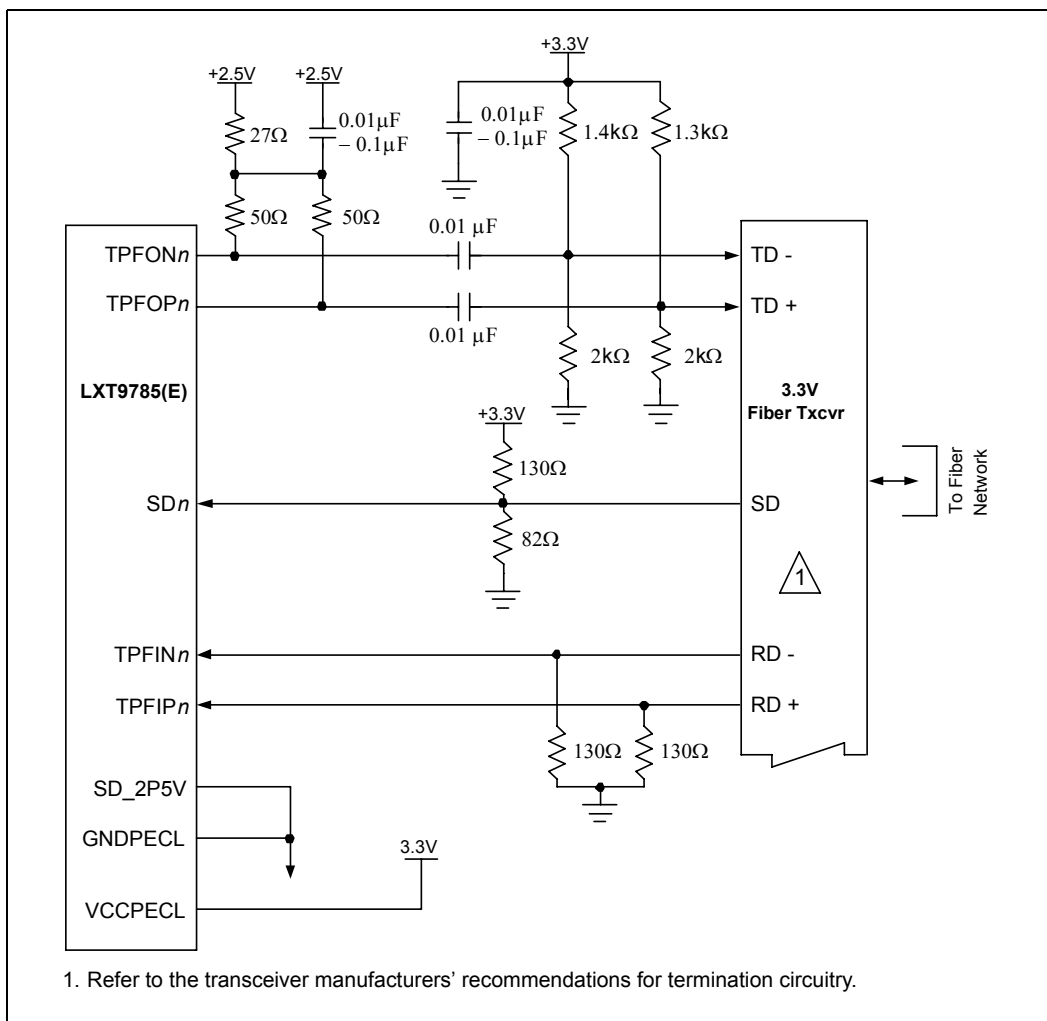 +3.3V
+2.5V
+2.5V
27Ω
0.01μF
– 0.1μF
0.01μF
– 0.1μF
1.4kΩ
1.3kΩ
50Ω
50Ω
0.01 μF
TPFONn
TD -
TPFOPn
TD +
0.01 μF
2kΩ
2kΩ
LXT9785(E)
3.3V
Fiber Txcvr
+3.3V
130Ω
SDn
SD
82Ω
To Fiber
Network
1
TPFINn
RD -
TPFIPn
RD +
130Ω
130Ω
SD_2P5V
GNDPECL
3.3V
VCCPECL
1. Refer to the transceiver manufacturers' recommendations for termination circuitry.